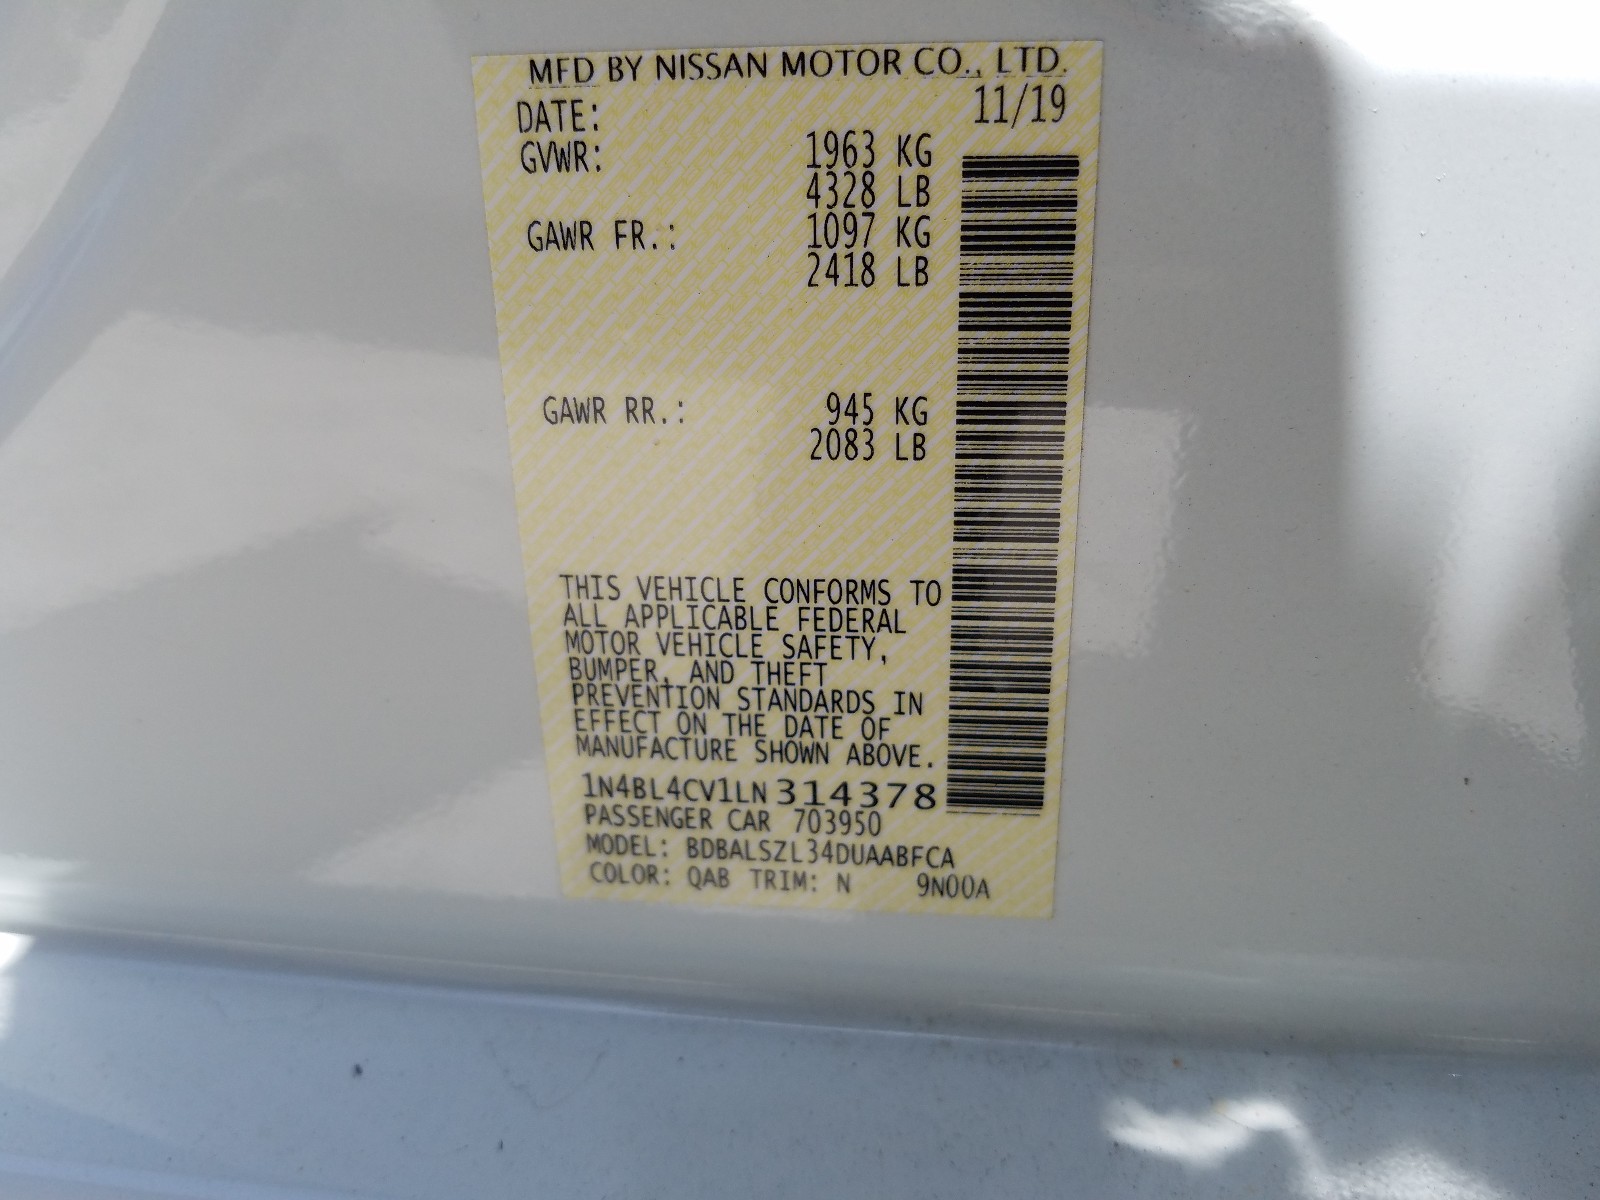 MFD BY NISSAN MOTOR CO., LTD.
DATE: 11/19
GVWR: 1963 KG
4328 LB
GAWR FR.: 1097 KG
2418 LB
GAWR RR.: 945 KG
2083 LB
THIS VEHICLE CONFORMS TO
ALL APPLICABLE FEDERAL
MOTOR VEHICLE SAFETY,
BUMPER, AND THEFT
PREVENTION STANDARDS IN
EFFECT ON THE DATE OF
MANUFACTURE SHOWN ABOVE.
1N4BL4CV1LN314378
PASSENGER CAR 703950
MODEL: BDBALSZL34DUAABFCA
COLOR: QAB TRIM: N 9N00A